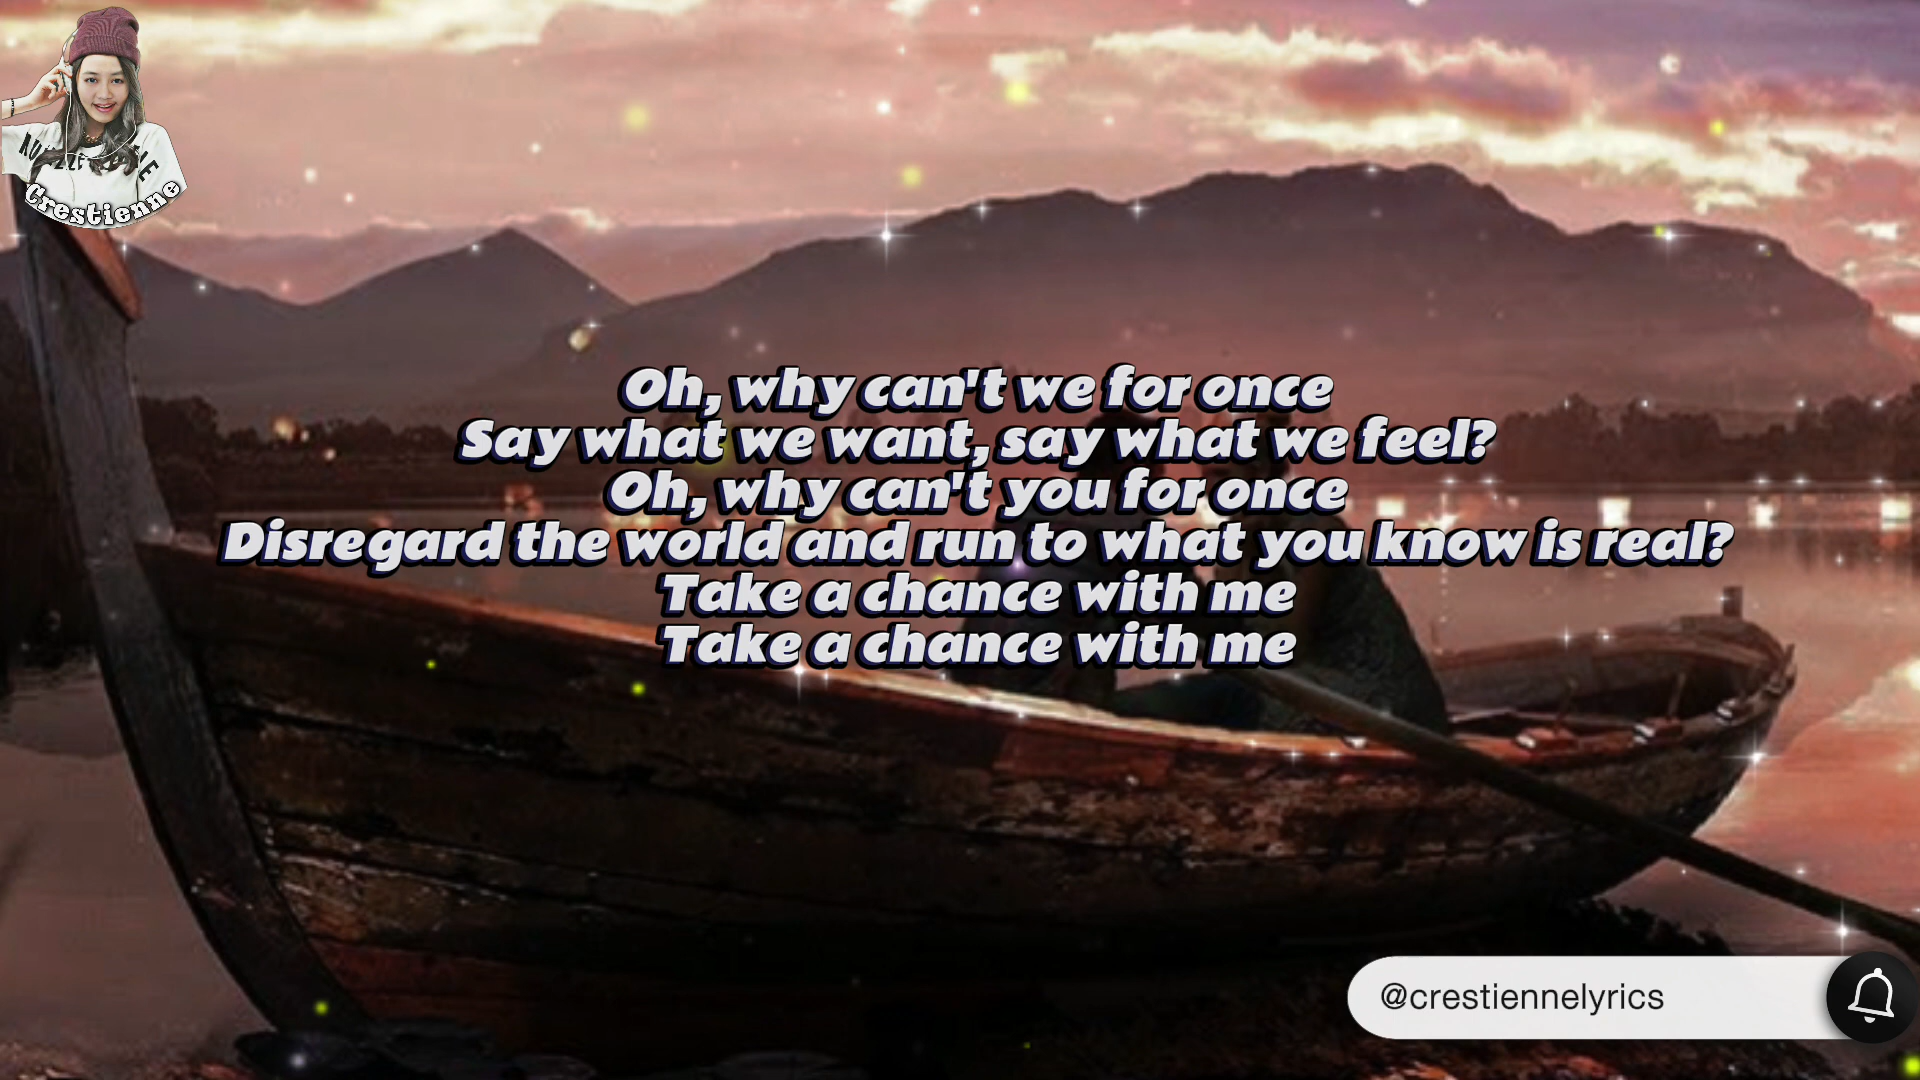 Crestienne
Oh, why can't we for once
Say what we want, say what we feel?
Oh, why can't you for once
Disregard the world and run to what you know is real?
Take a chance with me
Take a chance with me
@crestiennelyrics